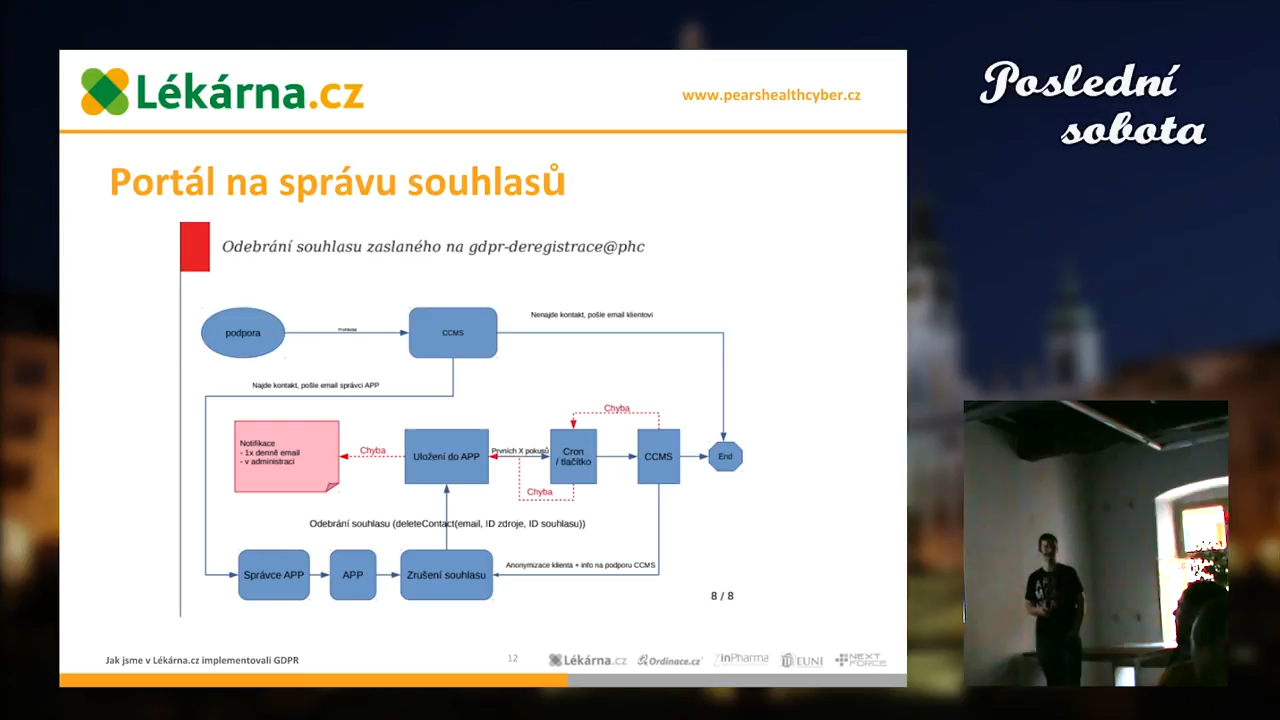 Lékárna.cz
www.pearshealthcyber.cz
Poslední
sobota
Portál na správu souhlasů
Odebrání souhlasu zaslaného na gdpr-deregistrace@phc
podpora
CCMS
Nenajde kontakt, pošle email klientovi
Najde kontakt, pošle email správci APP
Notifikace
- 1x denně email
- v administraci
Chyba
Uložení do APP
Prvních X pokusů
Chyba
Cron
/ tlačítko
Chyba
CCMS
End
Odebrání souhlasu (deleteContact(email, ID zdroje, ID souhlasu))
Správce APP
APP
Zrušení souhlasu
Anonymizace klienta + info na podporu CCMS
8 / 8
Jak jsme v Lékárna.cz implementovali GDPR
12
Lékárna.cz
Ordinace.cz
inPharma
EUNI
NEXT
FORCE